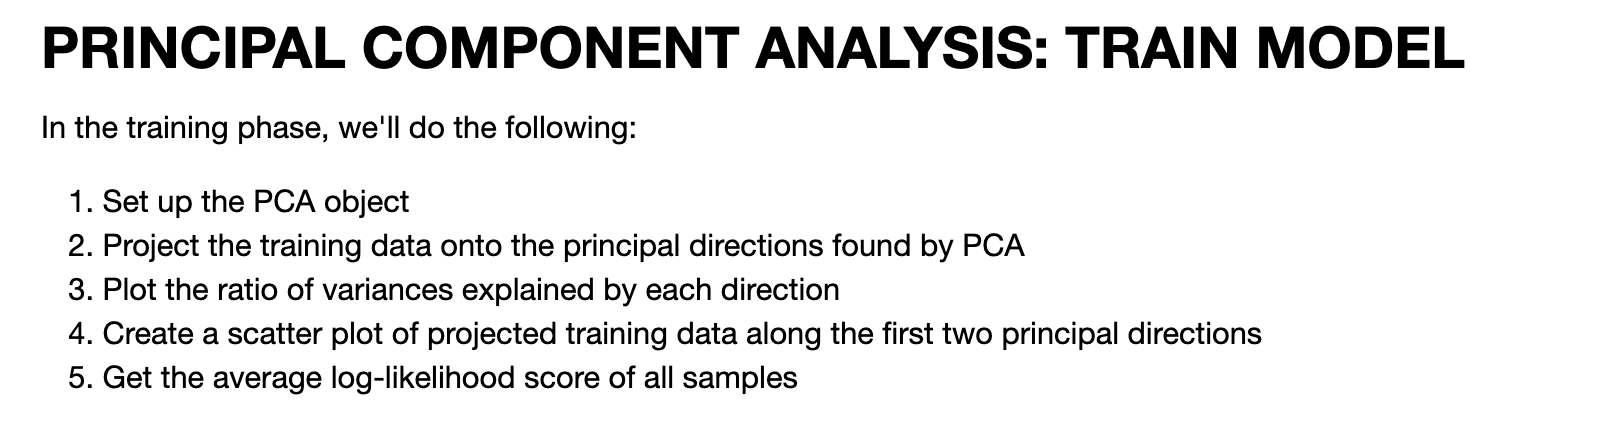 PRINCIPAL COMPONENT ANALYSIS: TRAIN MODEL
In the training phase, we'll do the following:
1. Set up the PCA object
2. Project the training data onto the principal directions found by PCA
3. Plot the ratio of variances explained by each direction
4. Create a scatter plot of projected training data along the first two principal directions
5. Get the average log-likelihood score of all samples